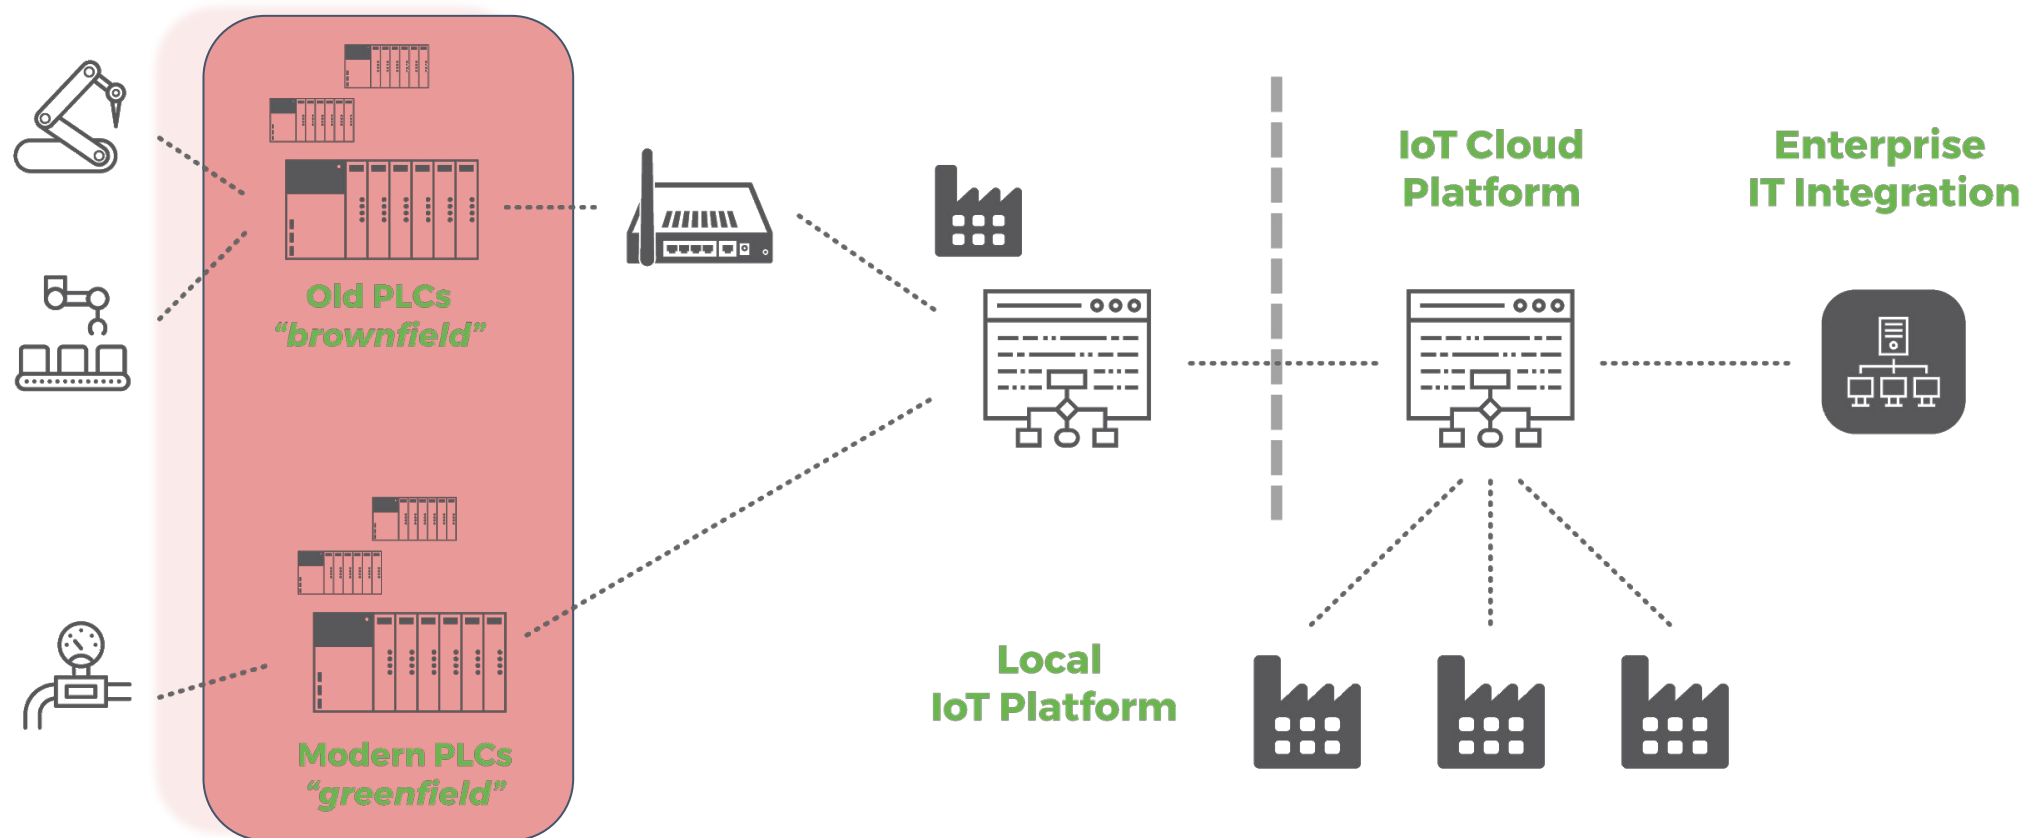 Old PLCs
“brownfield”
Modern PLCs
“greenfield”
Local
IoT Platform
IoT Cloud
Platform
Enterprise
IT Integration